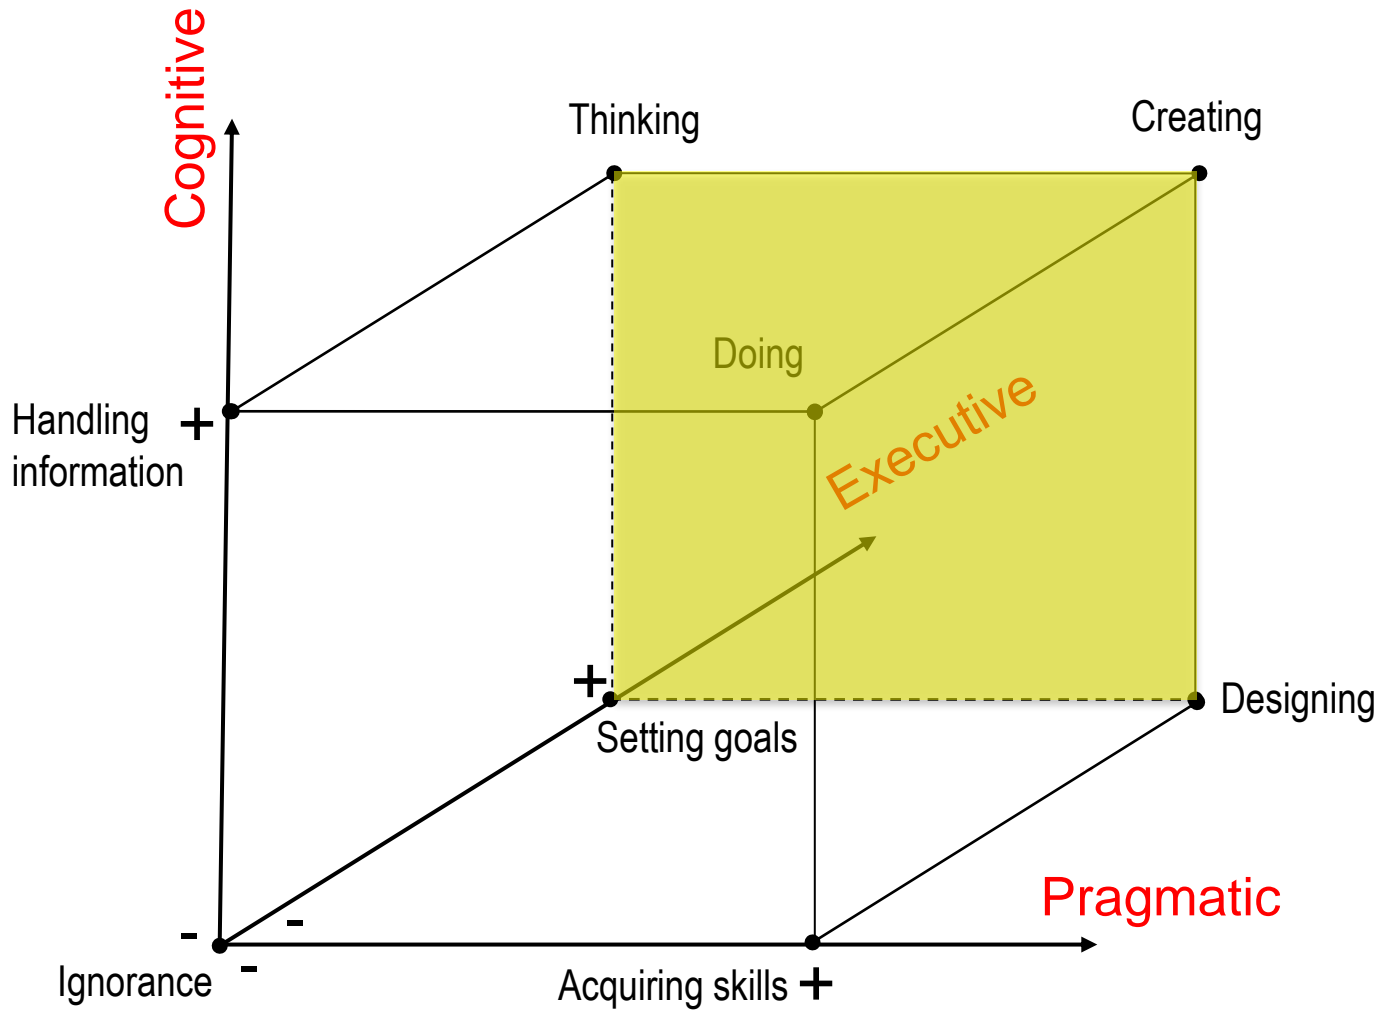 Cognitive
Thinking
Creating
Doing
Executive
Handling
information
+
+
Setting goals
Designing
Pragmatic
-
-
-
Ignorance
Acquiring skills +